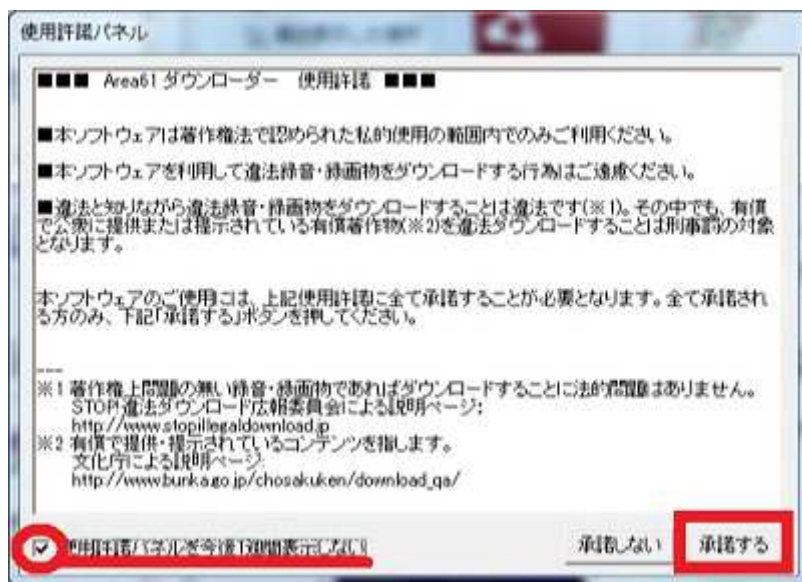 使用許諾パネル
■■■ Area61 ダウンローダー 使用許諾 ■■■
■本ソフトウェアは著作権法で認められた私的使用の範囲内でのみご利用ください。
■本ソフトウェアを利用して違法録音・録画物をダウンロードする行為はご遠慮ください。
■違法と知りながら違法録音・録画物をダウンロードすることは違法です(※1)。その中でも、有償
で公衆に提供または提示されている有償著作物(※2)を違法ダウンロードすることは刑事罰の対象
となります。
本ソフトウェアのご使用には、上記使用許諾に全て承諾することが必要となります。全て承諾され
る方のみ、下記「承諾する」ボタンを押してください。
---
※1 著作権上問題の無い録音・録画物であればダウンロードすることに法的問題はありません。
STOP!違法ダウンロード広報委員会による説明ページ:
http://www.stopillegaldownload.jp
※2 有償で提供・提示されているコンテンツを指します。
文化庁による説明ページ:
http://www.bunka.go.jp/chosakuken/download_qa/
使用許諾パネルを今後1週間表示しない
承諾しない
承諾する